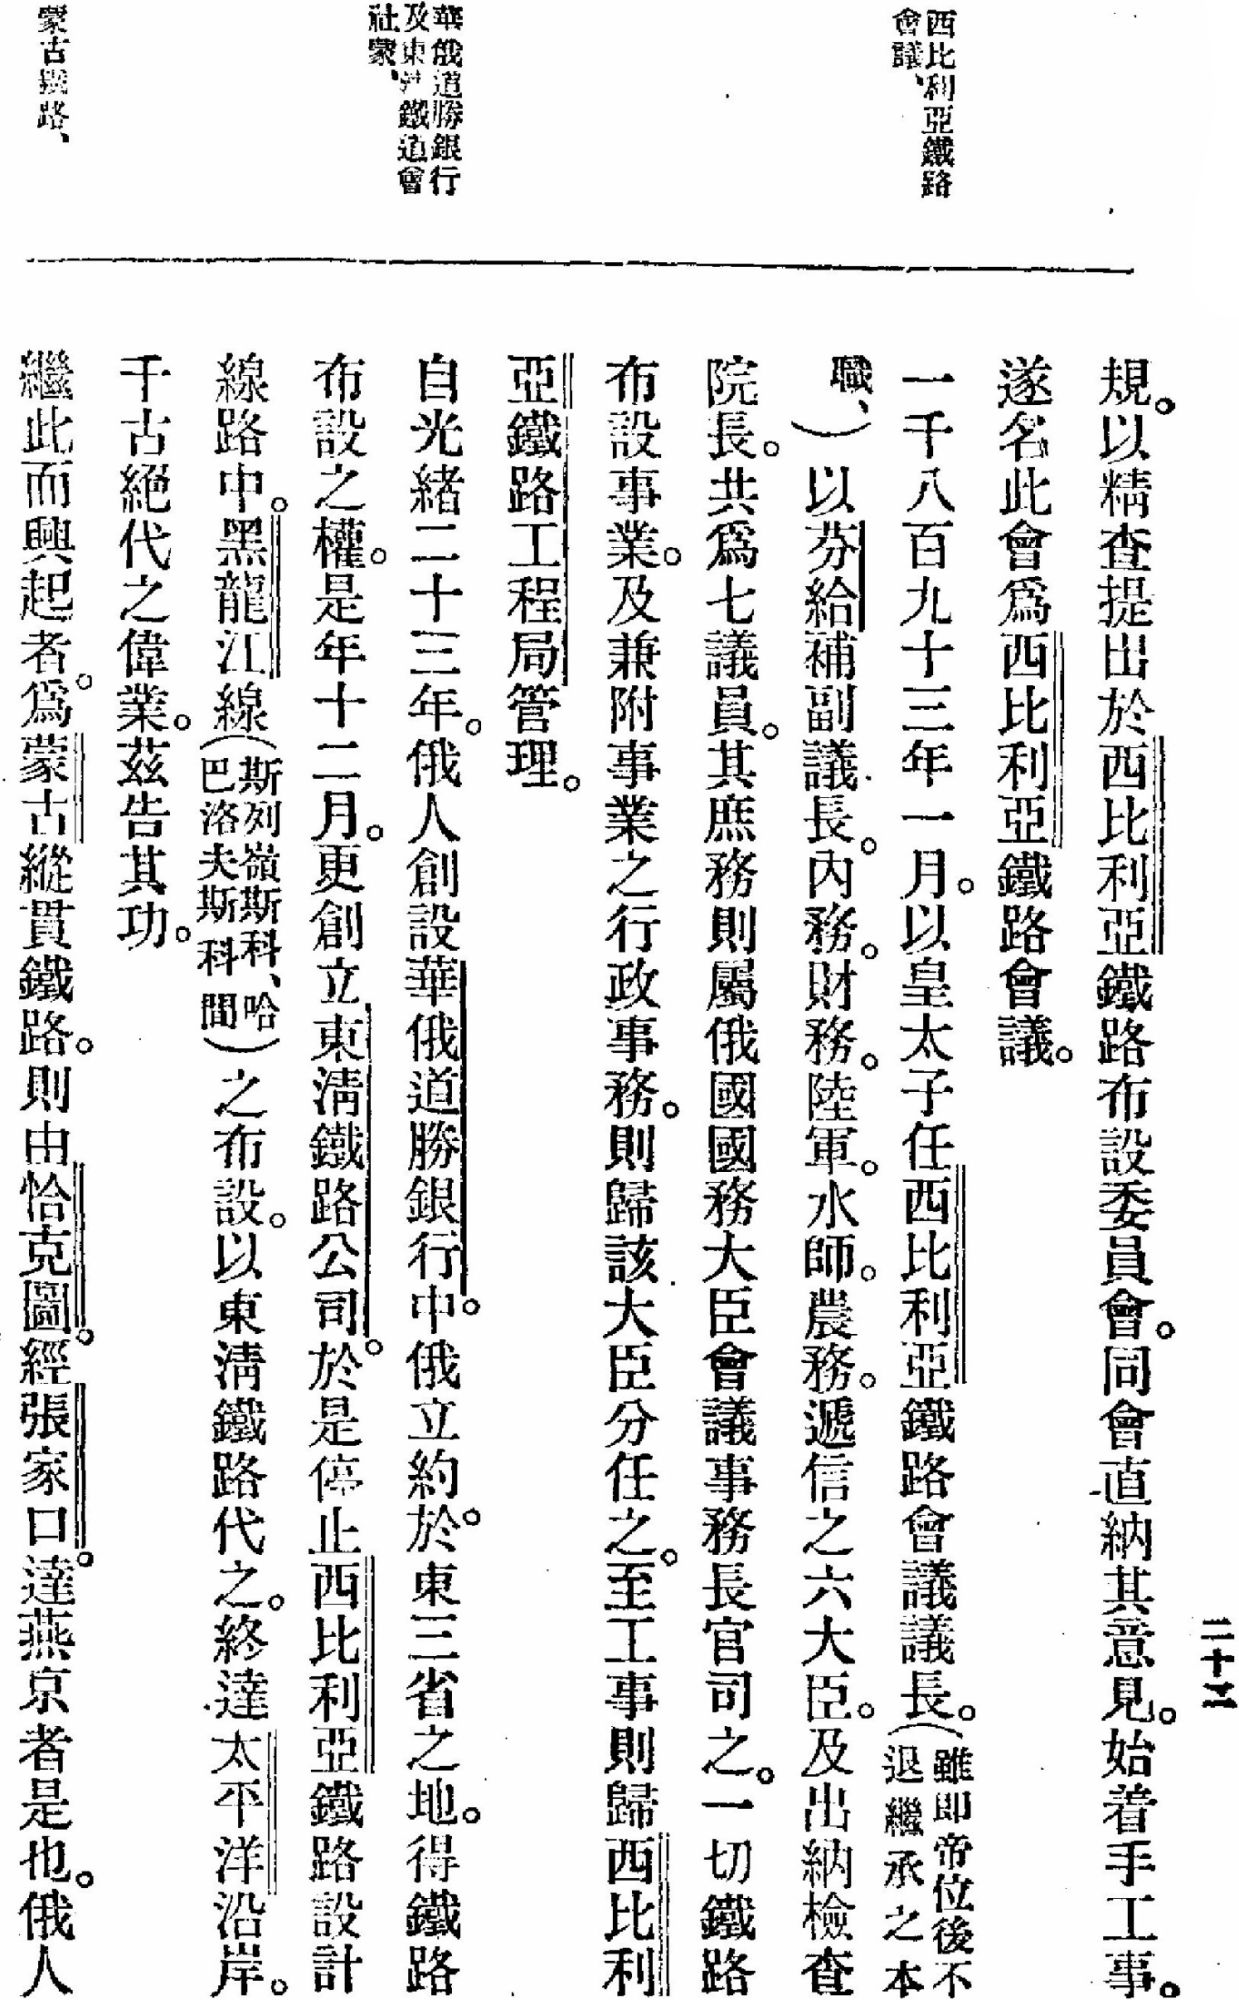 二十二
西比利亞鐵路
會議、
華俄道勝銀行
及東淸鐵道會
社蒙、
蒙古鐵路、
規。以精查提出於西比利亞鐵路布設委員會。同會直納其意見。始着手工事。
遂名此會爲西比利亞鐵路會議。
一千八百九十三年一月。以皇太子任西比利亞鐵路會議議長。(雖即帝位後不退繼承之本
職、)以芬給補副議長。內務。財務。陸軍。水師。農務。遞信之六大臣。及出納檢查
院長。共爲七議員。其庶務則屬俄國國務大臣會議事務長官司之。一切鐵路
布設事業。及兼附事業之行政事務。則歸該大臣分任之。至工事則歸西比利
亞鐵路工程局管理。
自光緒二十三年。俄人創設華俄道勝銀行。中俄立約。於東三省之地。得鐵路
布設之權。是年十二月。更創立東淸鐵路公司。於是停止西比利亞鐵路設計
線路中。黑龍江線(斯列嶺斯科、哈巴洛夫斯科間)之布設。以東淸鐵路代之。終達太平洋沿岸。
千古絕代之偉業。茲告其功。
繼此而興起者。爲蒙古縱貫鐵路。則由恰克圖。經張家口。達燕京者是也。俄人